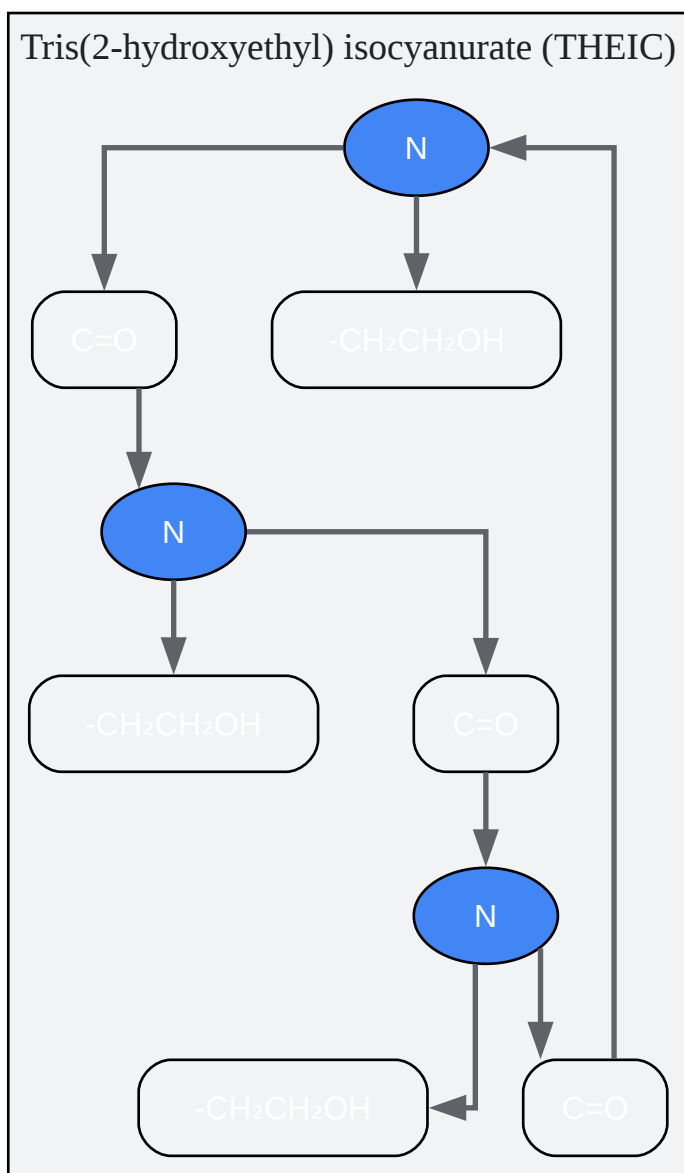 Tris(2-hydroxyethyl) isocyanurate (THEIC)
N
C=O
-CH₂CH₂OH
N
-CH₂CH₂OH
C=O
N
-CH₂CH₂OH
C=O